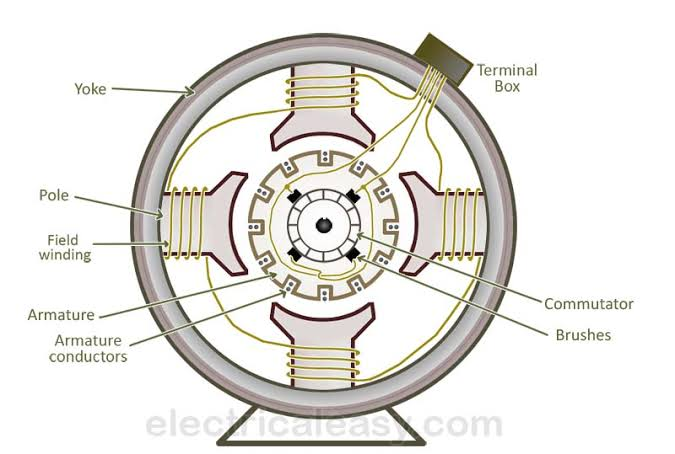 Yoke
Terminal
Box
Pole
Field
winding
Armature
Armature
conductors
Commutator
Brushes
electricaleasy.com